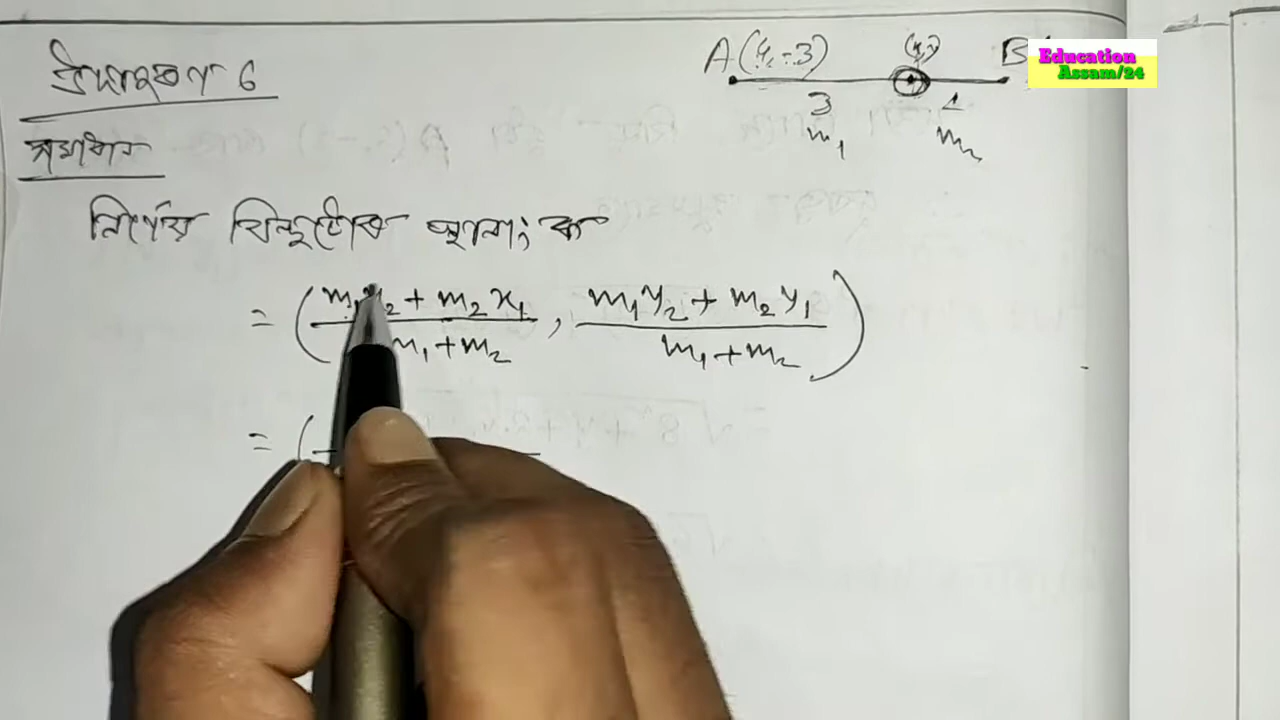 উদাহৰণ 6
A(4, -3) (x, y) B
Education
Assam/24
3 1
m₁ m₂
সমাধান
নিৰ্ণেয় বিন্দুটোৰ স্থানাংক
= (m₁x₂ + m₂x₁ / m₁ + m₂ , m₁y₂ + m₂y₁ / m₁ + m₂)
= (